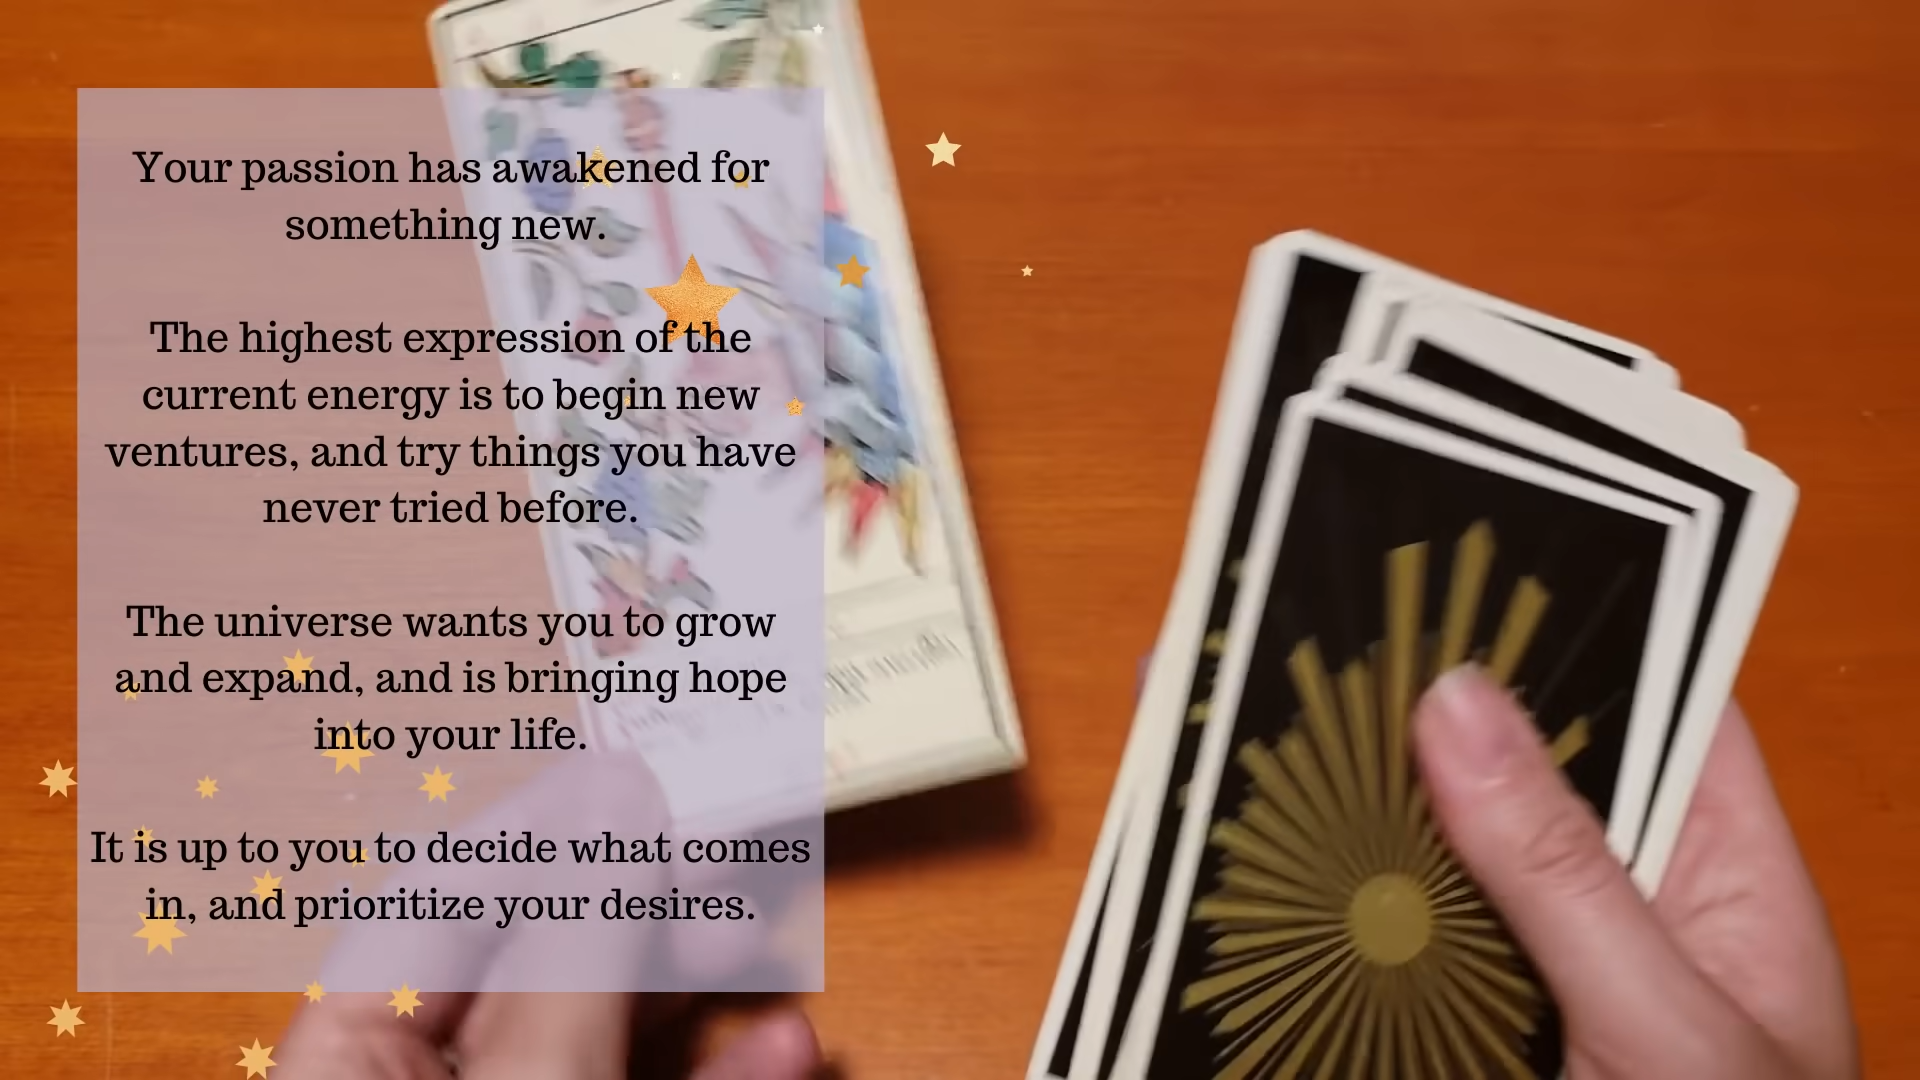 Your passion has awakened for
something new.
The highest expression of the
current energy is to begin new
ventures, and try things you have
never tried before.
The universe wants you to grow
and expand, and is bringing hope
into your life.
It is up to you to decide what comes
in, and prioritize your desires.